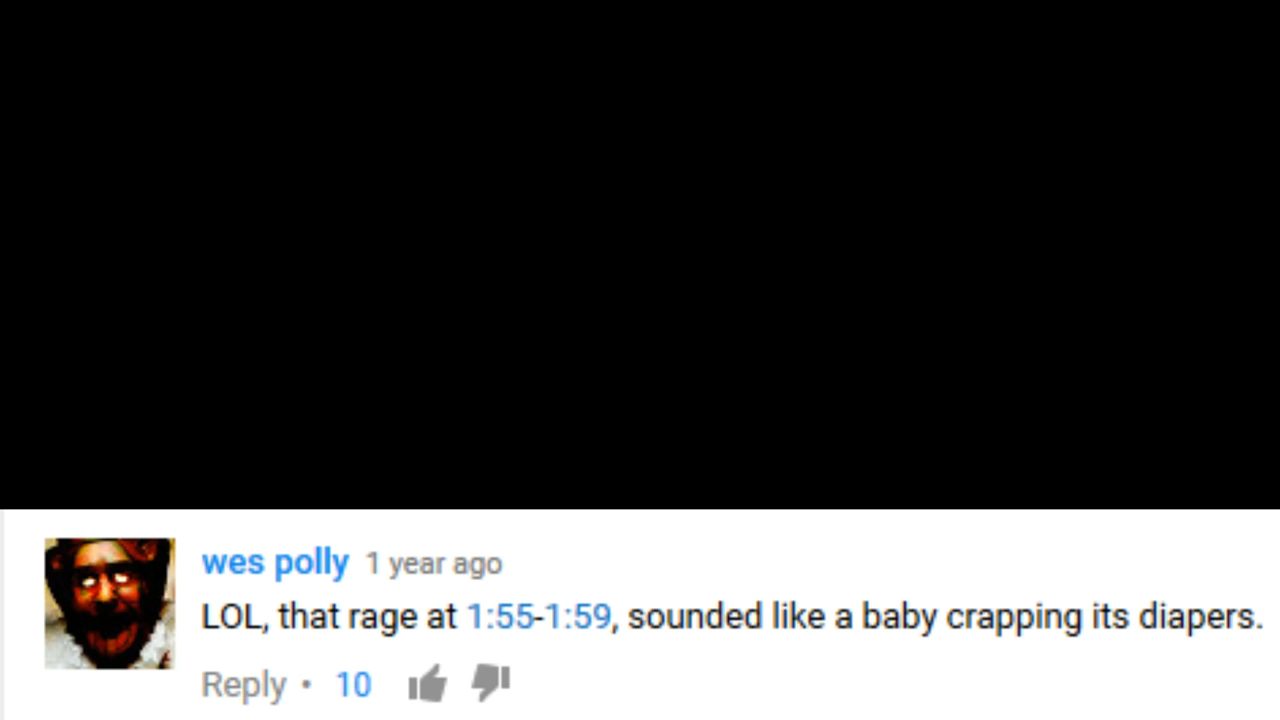 wes polly 1 year ago
LOL, that rage at 1:55-1:59, sounded like a baby crapping its diapers.
Reply • 10